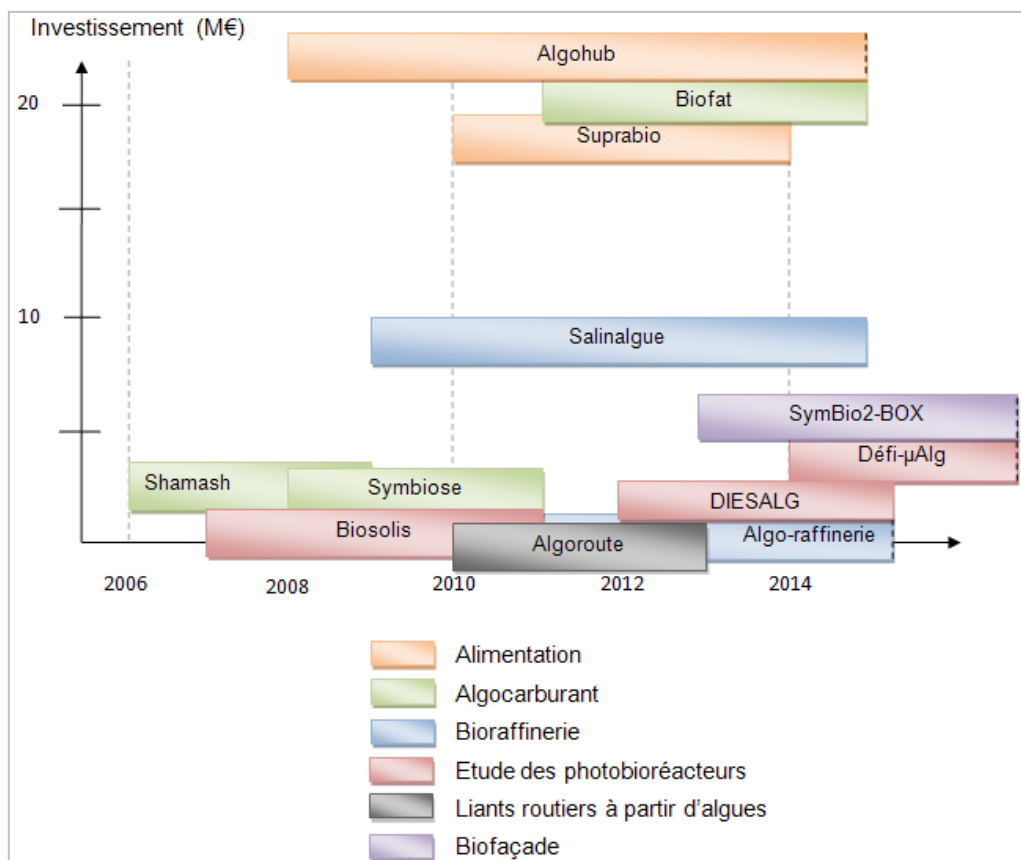 Investissement (M€)
Algohub
20
Biofat
Suprabio
10
Salinalgue
SymBio2-BOX
Défi-µAlg
Shamash
Symbiose
DIESALG
Biosolis
Algoroute
Algo-raffinerie
2006
2008
2010
2012
2014
Alimentation
Algocarburant
Bioraffinerie
Etude des photobioréacteurs
Liants routiers à partir d'algues
Biofaçade